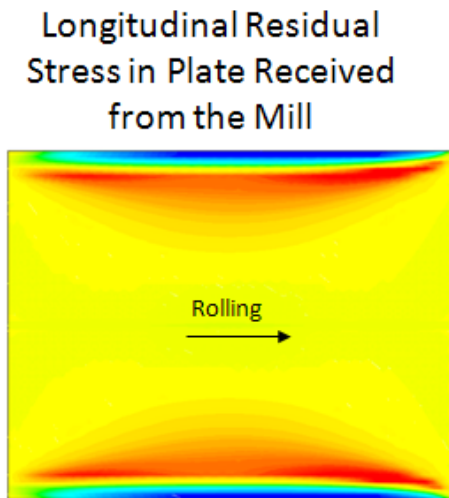 Longitudinal Residual
Stress in Plate Received
from the Mill
Rolling